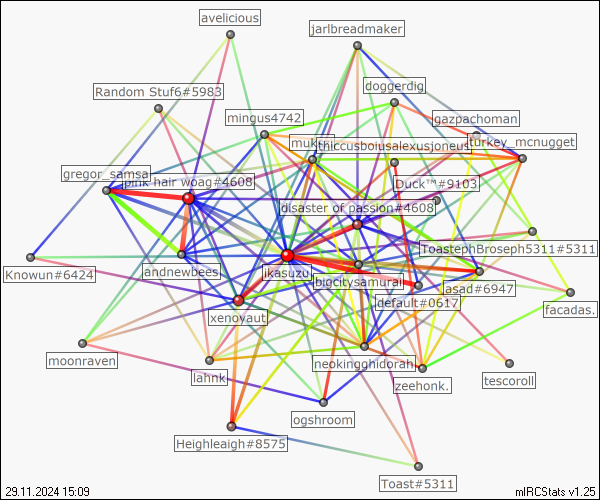 avelicious
jarlbreadmaker
doggerdig
Random Stuf6#5983
mingus4742
gazpachoman
thiccusboiusalexusjoneus
turkey_mcnugget
gregor_samsa
pink hair woag#4608
Duck™#9103
disaster of passion#4608
ToastephBroseph5311#5311
Knowun#6424
andnewbees
jkasuzu
bigcitysamurai
asad#6947
default#0617
facadas.
xenoyaut
moonraven
lahnk
neokingghidorah
zeehonk.
tescoroll
ogshroom
Heighleaigh#8575
Toast#5311
29.11.2024 15:09
mIRCStats v1.25